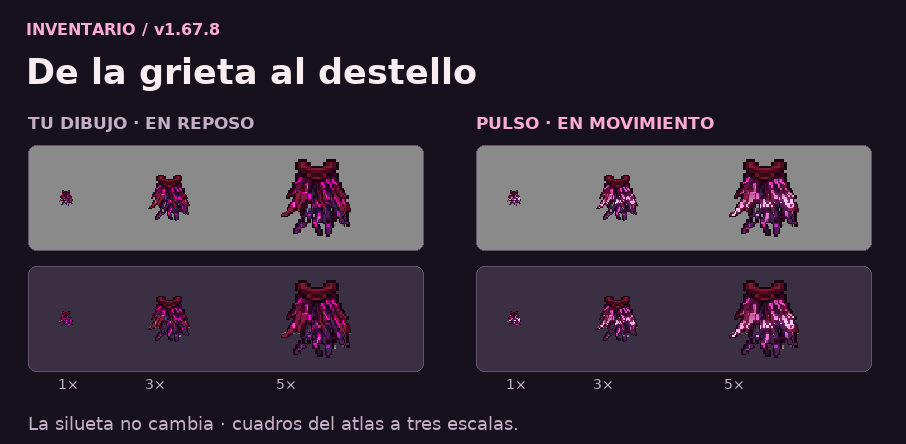 INVENTARIO / v1.67.8
De la grieta al destello
TU DIBUJO · EN REPOSO
PULSO · EN MOVIMIENTO
1× 3× 5×
1× 3× 5×
La silueta no cambia · cuadros del atlas a tres escalas.